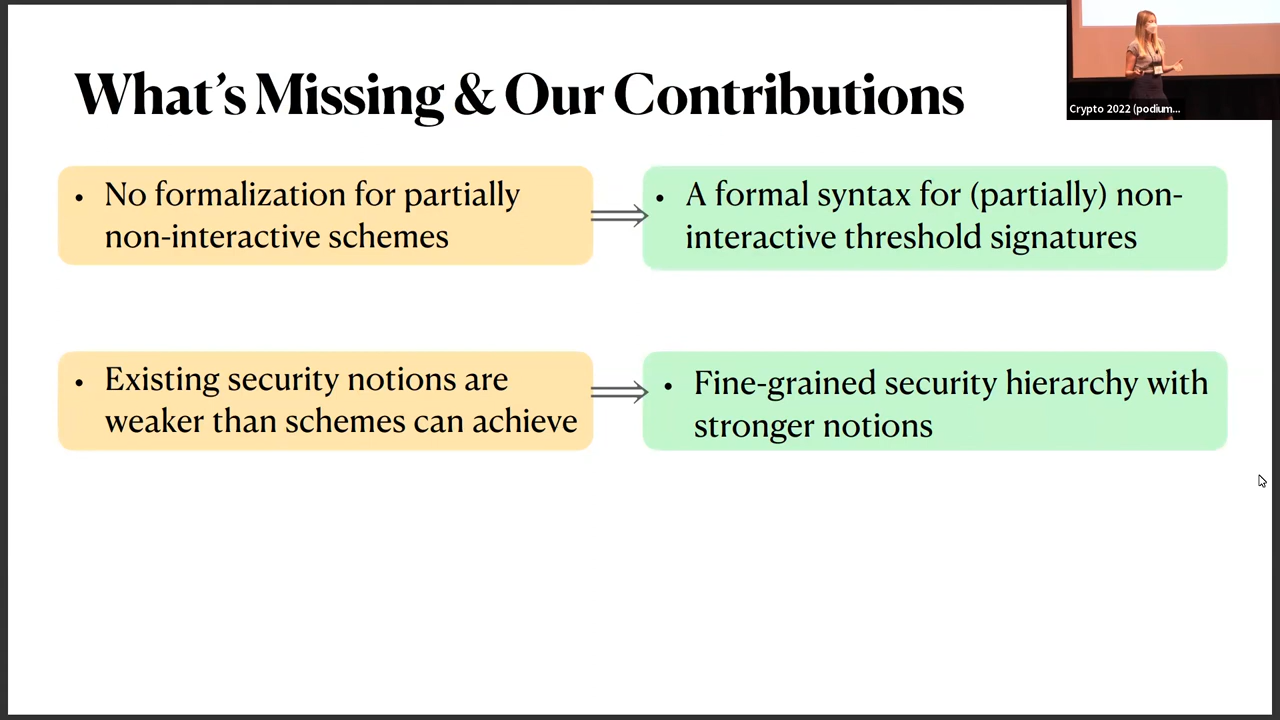 What's Missing & Our Contributions
Crypto 2022 (podium...
• No formalization for partially
non-interactive schemes
• A formal syntax for (partially) non-
interactive threshold signatures
• Existing security notions are
weaker than schemes can achieve
• Fine-grained security hierarchy with
stronger notions